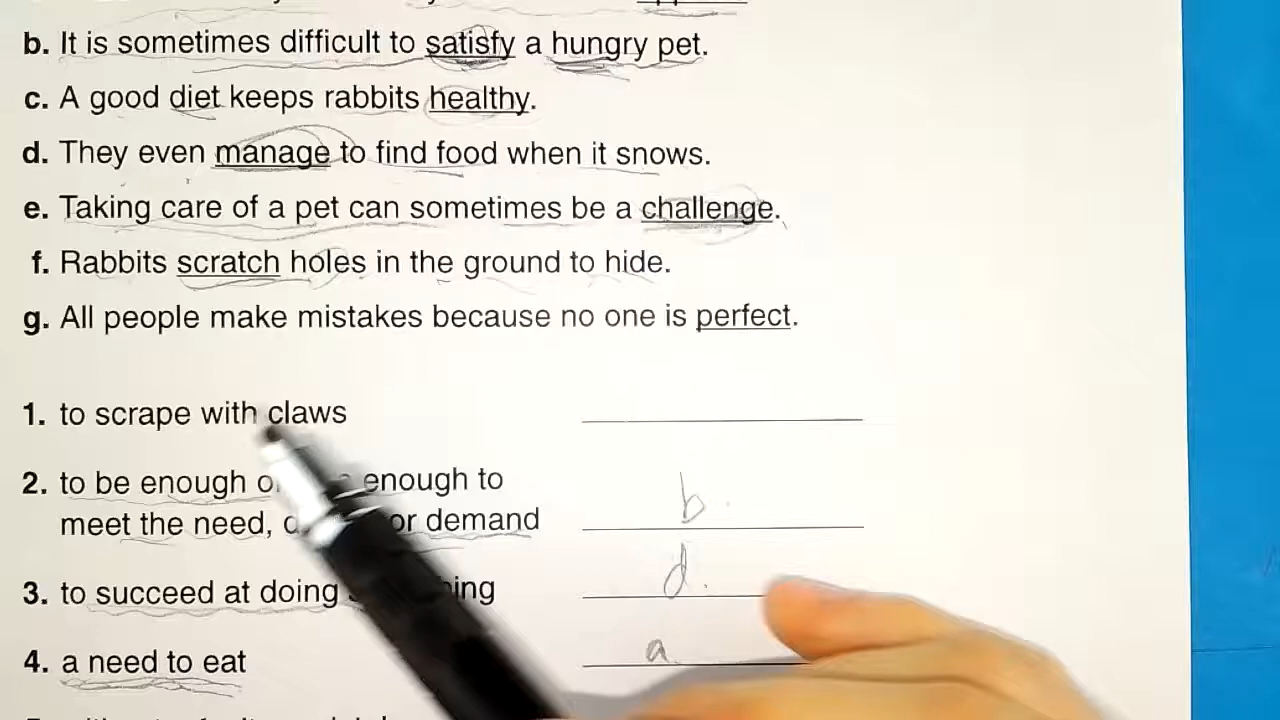 b. It is sometimes difficult to satisfy a hungry pet.
c. A good diet keeps rabbits healthy.
d. They even manage to find food when it snows.
e. Taking care of a pet can sometimes be a challenge.
f. Rabbits scratch holes in the ground to hide.
g. All people make mistakes because no one is perfect.
1. to scrape with claws
2. to be enough enough to
meet the need, or demand b.
3. to succeed at doing d.
4. a need to eat a